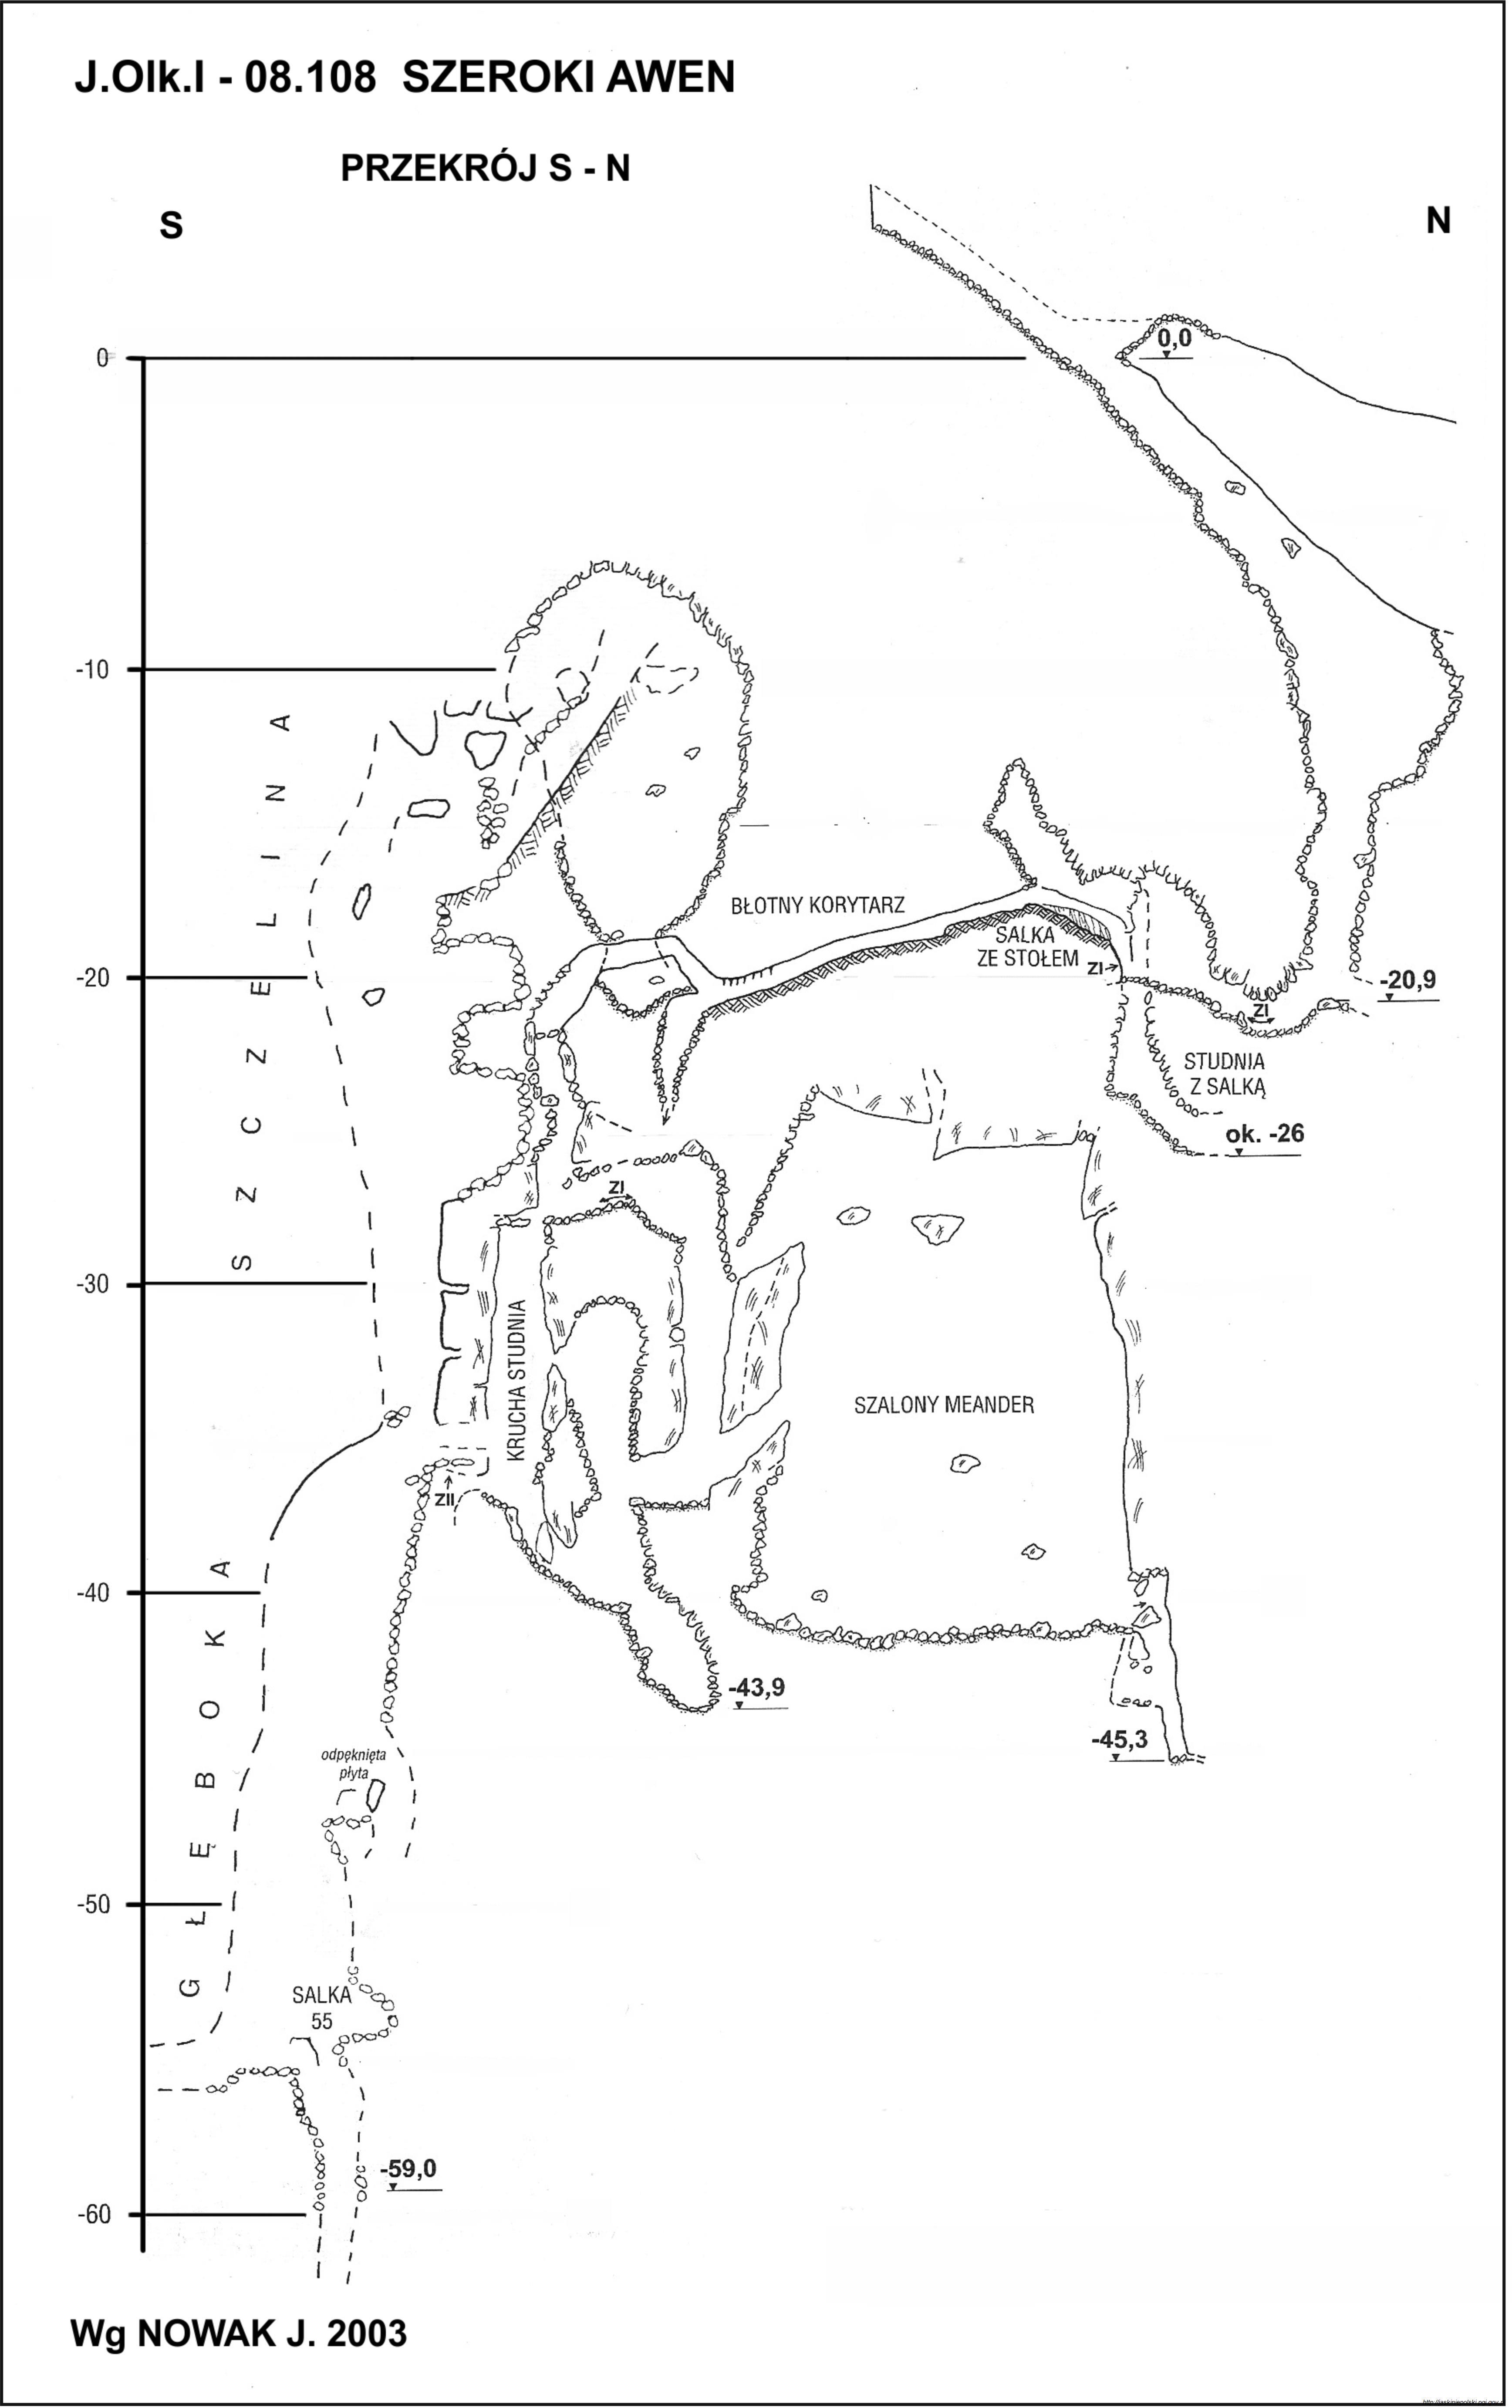 J.Olk.I - 08.108 SZEROKI AWEN
PRZEKRÓJ S - N
S
N
0,0
0
-10
BŁOTNY KORYTARZ
SALKA
ZE STOŁEM
ZI
-20
-20,9
ZI
STUDNIA
Z SALKĄ
ok. -26
ZI
-30
KRUCHA STUDNIA
SZALONY MEANDER
ZII
-40
-43,9
-45,3
odpęknięta
płyta
GŁĘBOKA SZCZELINA
-50
SALKA
55
-59,0
-60
Wg NOWAK J. 2003